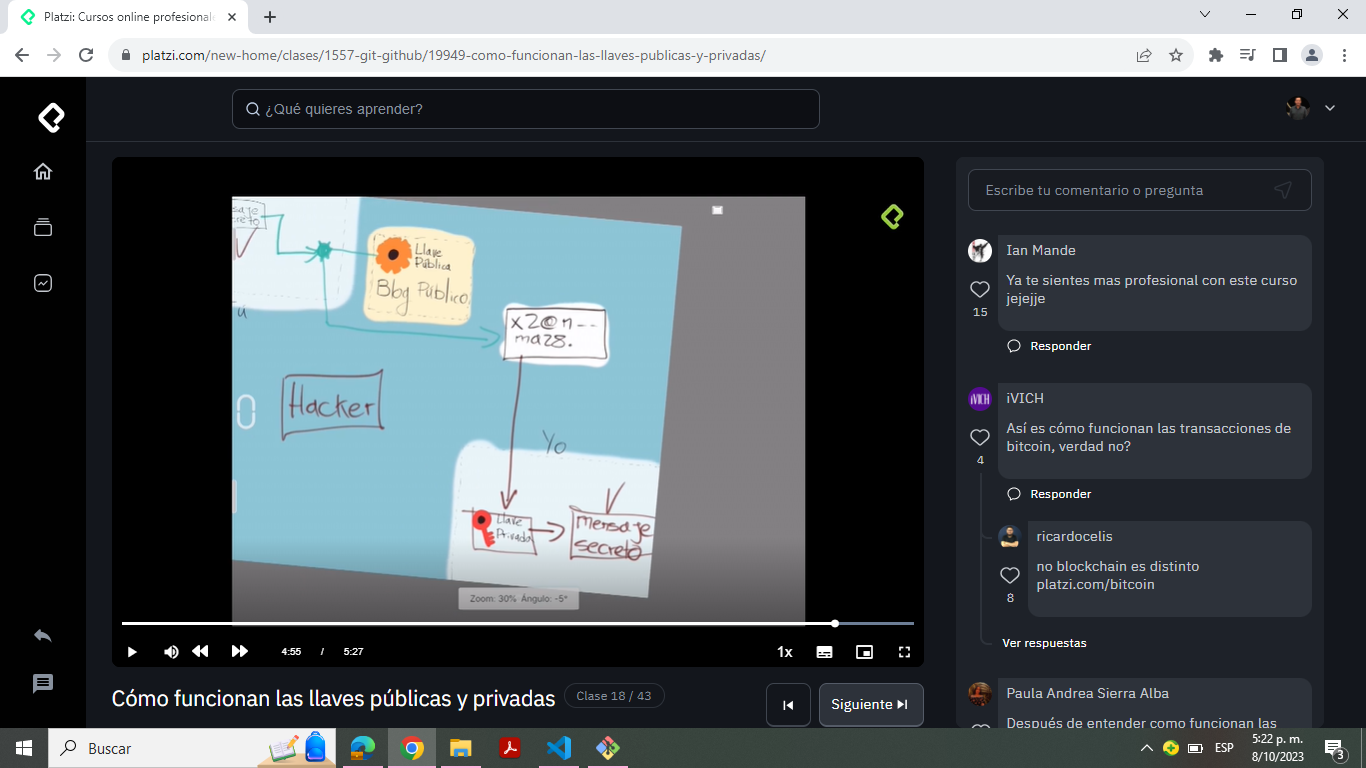 Platzi: Cursos online profesionale
platzi.com/new-home/clases/1557-git-github/19949-como-funcionan-las-llaves-publicas-y-privadas/
¿Qué quieres aprender?
Llave
Pública
Bbg Público
u
x2@n--
ma28.
Hacker
Yo
Llave
Privada
mensaje
secreto
Zoom: 30% Ángulo: -5°
4:55 / 5:27
1x
Cómo funcionan las llaves públicas y privadas
Clase 18 / 43
Siguiente
Escribe tu comentario o pregunta
Ian Mande
Ya te sientes mas profesional con este curso
jejejje
15
Responder
iVICH
iVICH
Así es cómo funcionan las transacciones de
bitcoin, verdad no?
4
Responder
ricardocelis
no blockchain es distinto
platzi.com/bitcoin
8
Ver respuestas
Paula Andrea Sierra Alba
Después de entender como funcionan las
Buscar
ESP
5:22 p. m.
8/10/2023
3